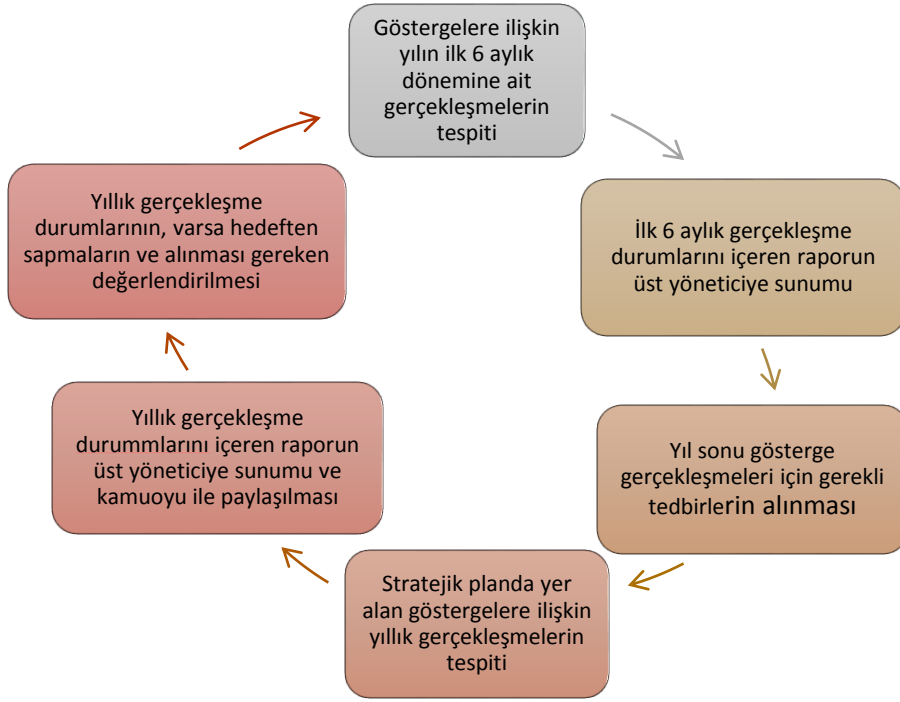 Göstergelere ilişkin
yılın ilk 6 aylık
dönemine ait
gerçekleşmelerin
tespiti
İlk 6 aylık gerçekleşme
durumlarını içeren raporun
üst yöneticiye sunumu
Yıl sonu gösterge
gerçekleşmeleri için gerekli
tedbirlerin alınması
Stratejik planda yer
alan göstergelere ilişkin
yıllık gerçekleşmelerin
tespiti
Yıllık gerçekleşme
durummlarını içeren raporun
üst yöneticiye sunumu ve
kamuoyu ile paylaşılması
Yıllık gerçekleşme
durumlarının, varsa hedeften
sapmaların ve alınması gereken
değerlendirilmesi